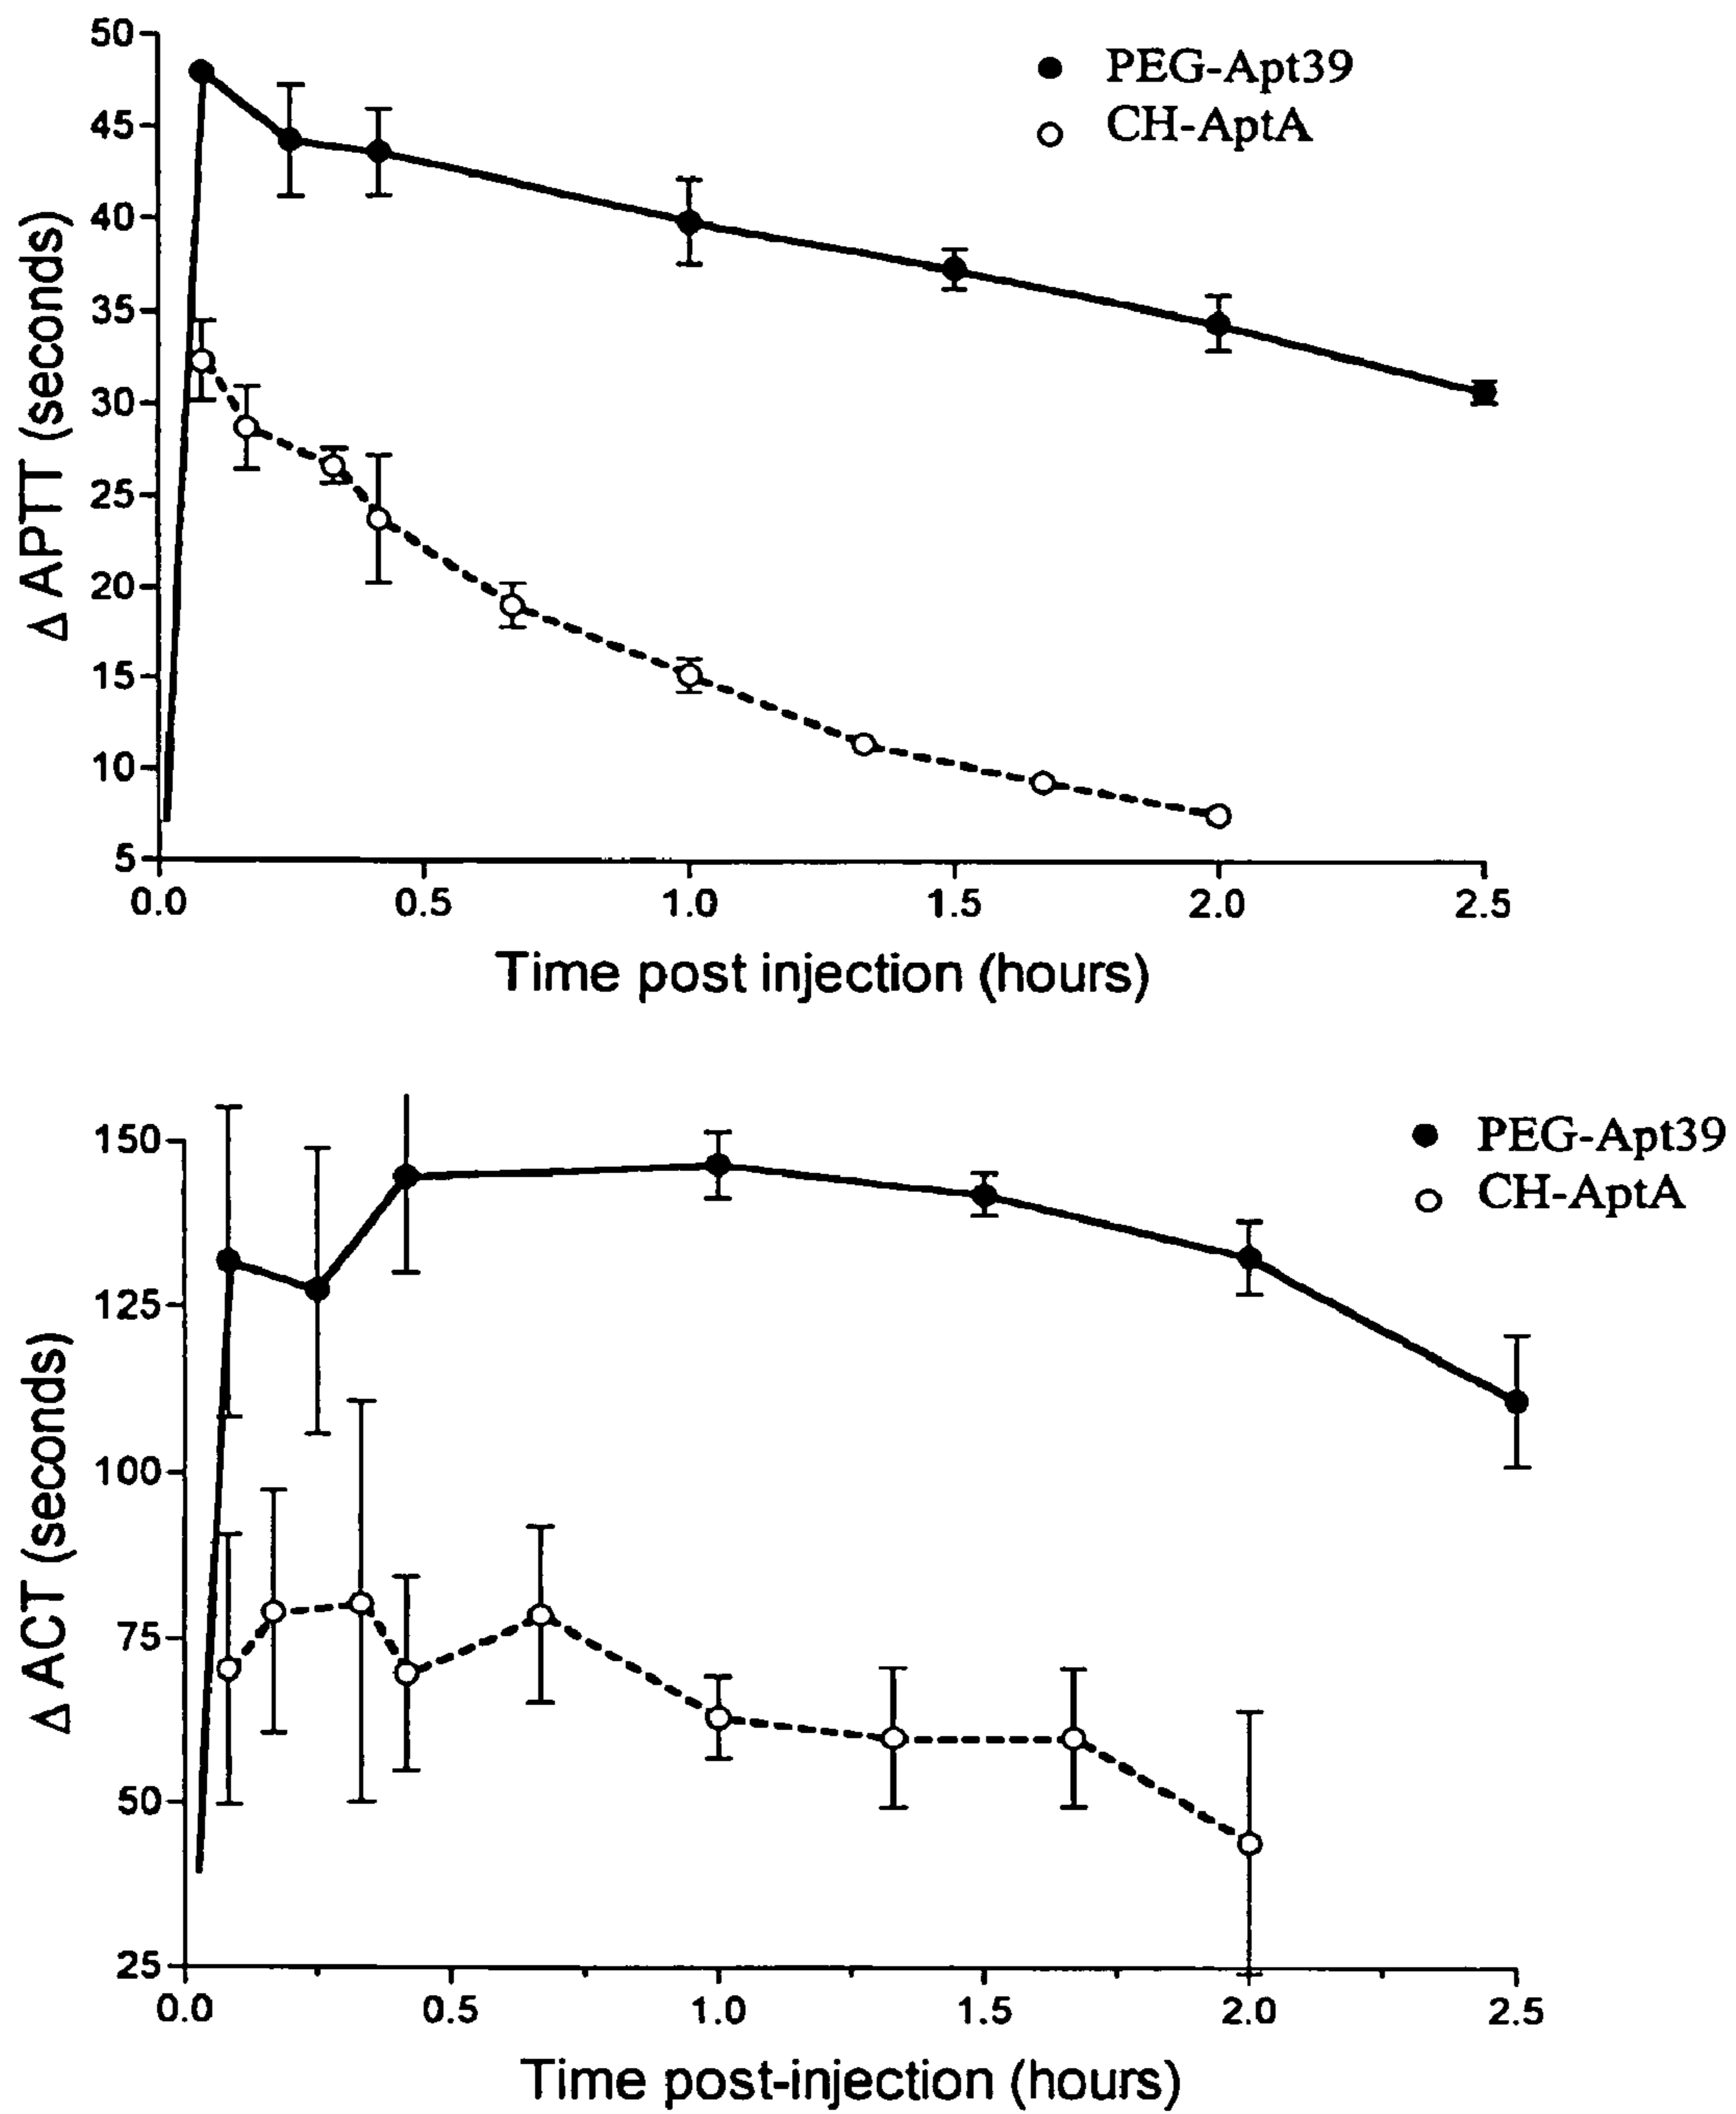 50
PEG-Apt39
CH-AptA
45
40
35
30
25
20
15
10
5
Δ APTT (seconds)
0.0 0.5 1.0 1.5 2.0 2.5
Time post injection (hours)
150
PEG-Apt39
CH-AptA
125
100
75
50
25
Δ ACT (seconds)
0.0 0.5 1.0 1.5 2.0 2.5
Time post-injection (hours)